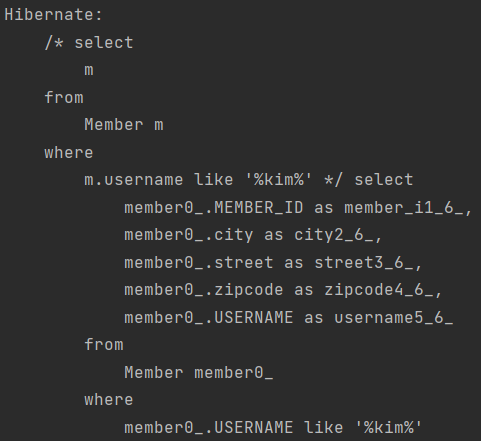 Hibernate:
    /* select
        m
    from
        Member m
    where
        m.username like '%kim%' */ select
            member0_.MEMBER_ID as member_i1_6_,
            member0_.city as city2_6_,
            member0_.street as street3_6_,
            member0_.zipcode as zipcode4_6_,
            member0_.USERNAME as username5_6_
        from
            Member member0_
        where
            member0_.USERNAME like '%kim%'